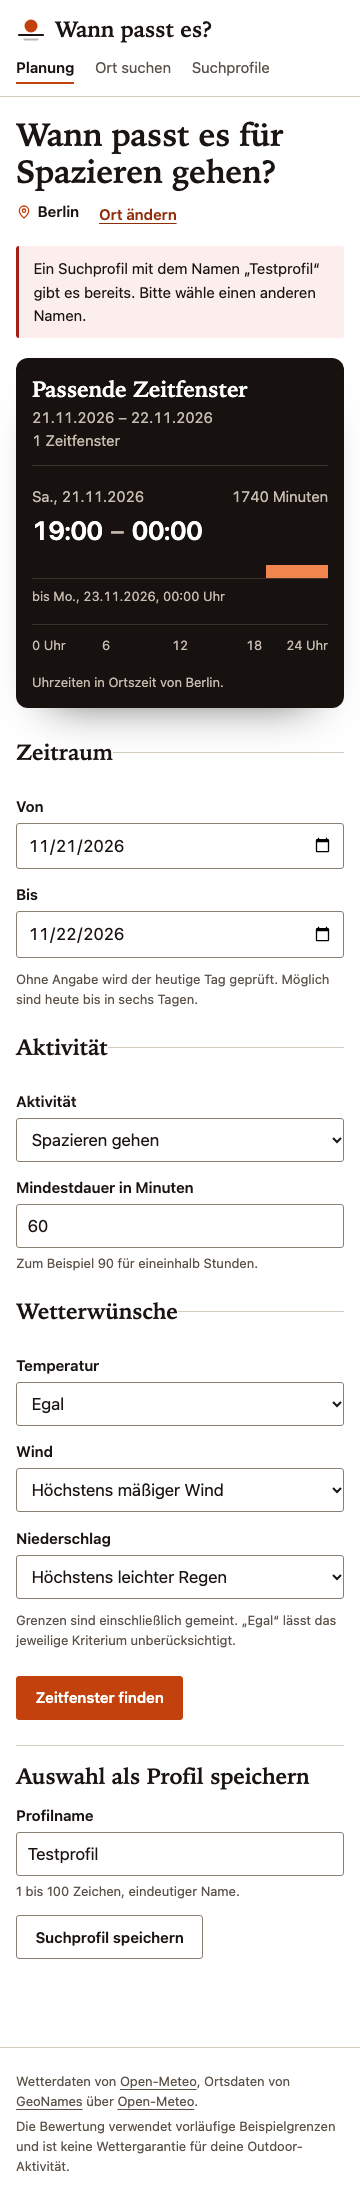 Wann passt es?
Planung Ort suchen Suchprofile
Wann passt es für
Spazieren gehen?
Berlin Ort ändern
Ein Suchprofil mit dem Namen „Testprofil“
gibt es bereits. Bitte wähle einen anderen
Namen.
Passende Zeitfenster
21.11.2026 – 22.11.2026
1 Zeitfenster
Sa., 21.11.2026 1740 Minuten
19:00 – 00:00
bis Mo., 23.11.2026, 00:00 Uhr
0 Uhr 6 12 18 24 Uhr
Uhrzeiten in Ortszeit von Berlin.
Zeitraum
Von
11/21/2026
Bis
11/22/2026
Ohne Angabe wird der heutige Tag geprüft. Möglich
sind heute bis in sechs Tagen.
Aktivität
Aktivität
Spazieren gehen
Mindestdauer in Minuten
60
Zum Beispiel 90 für eineinhalb Stunden.
Wetterwünsche
Temperatur
Egal
Wind
Höchstens mäßiger Wind
Niederschlag
Höchstens leichter Regen
Grenzen sind einschließlich gemeint. „Egal“ lässt das
jeweilige Kriterium unberücksichtigt.
Zeitfenster finden
Auswahl als Profil speichern
Profilname
Testprofil
1 bis 100 Zeichen, eindeutiger Name.
Suchprofil speichern
Wetterdaten von Open-Meteo, Ortsdaten von
GeoNames über Open-Meteo.
Die Bewertung verwendet vorläufige Beispielgrenzen
und ist keine Wettergarantie für deine Outdoor-
Aktivität.